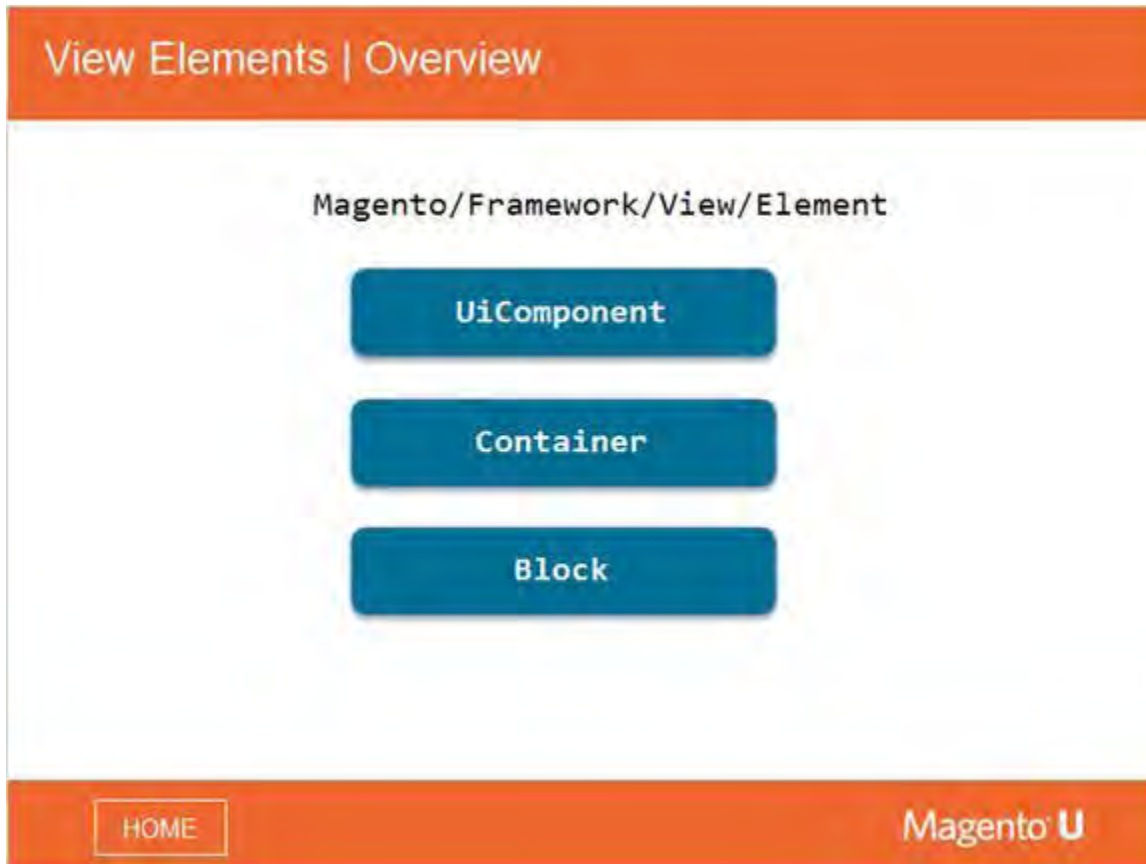 View Elements | Overview
Magento/Framework/View/Element
UiComponent
Container
Block
HOME
Magento U